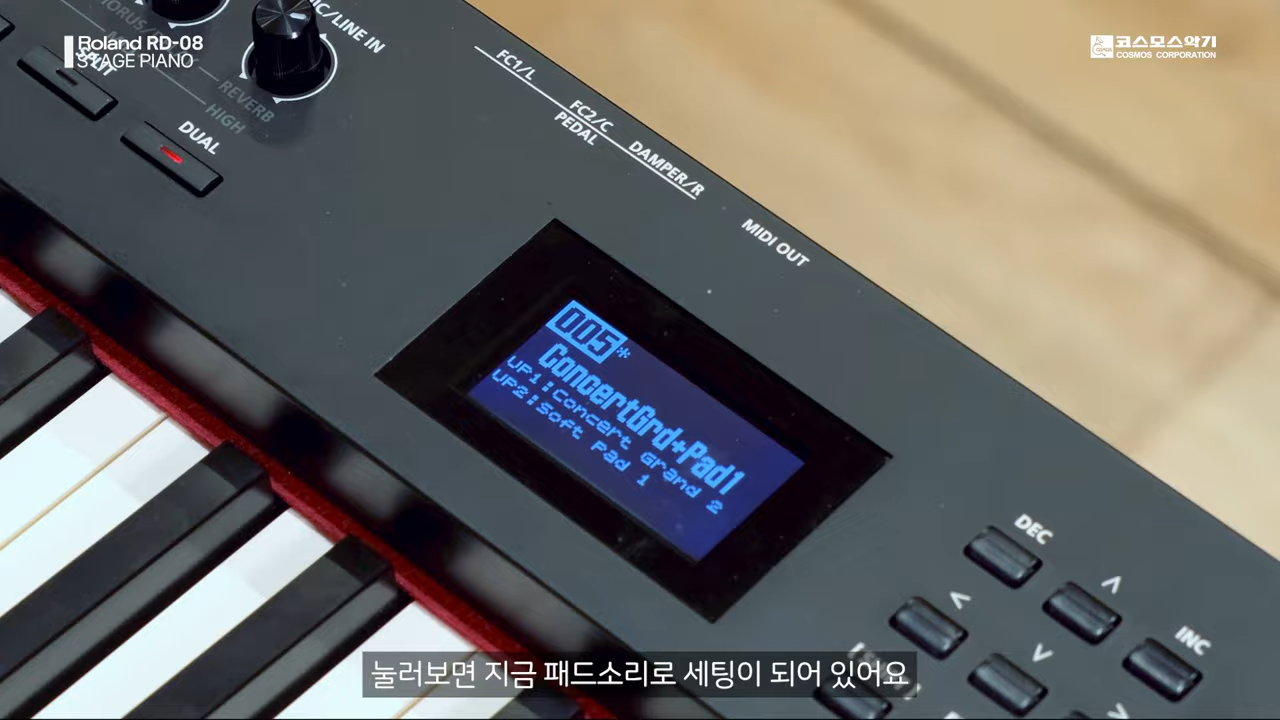 Roland RD-08
STAGE PIANO
코스모스악기
COSMOS CORPORATION
MIC/LINE IN
REVERB
HIGH
SPLIT
DUAL
FC1/L
FC2/C
PEDAL
DAMPER/R
MIDI OUT
005*
ConcertGrd+Pad1
UP1:Concert Grand 2
UP2:Soft Pad 1
DEC
INC
눌러보면 지금 패드소리로 세팅이 되어 있어요